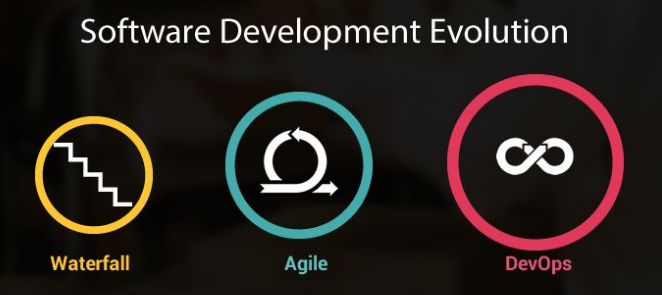 Software Development Evolution
Waterfall
Agile
DevOps